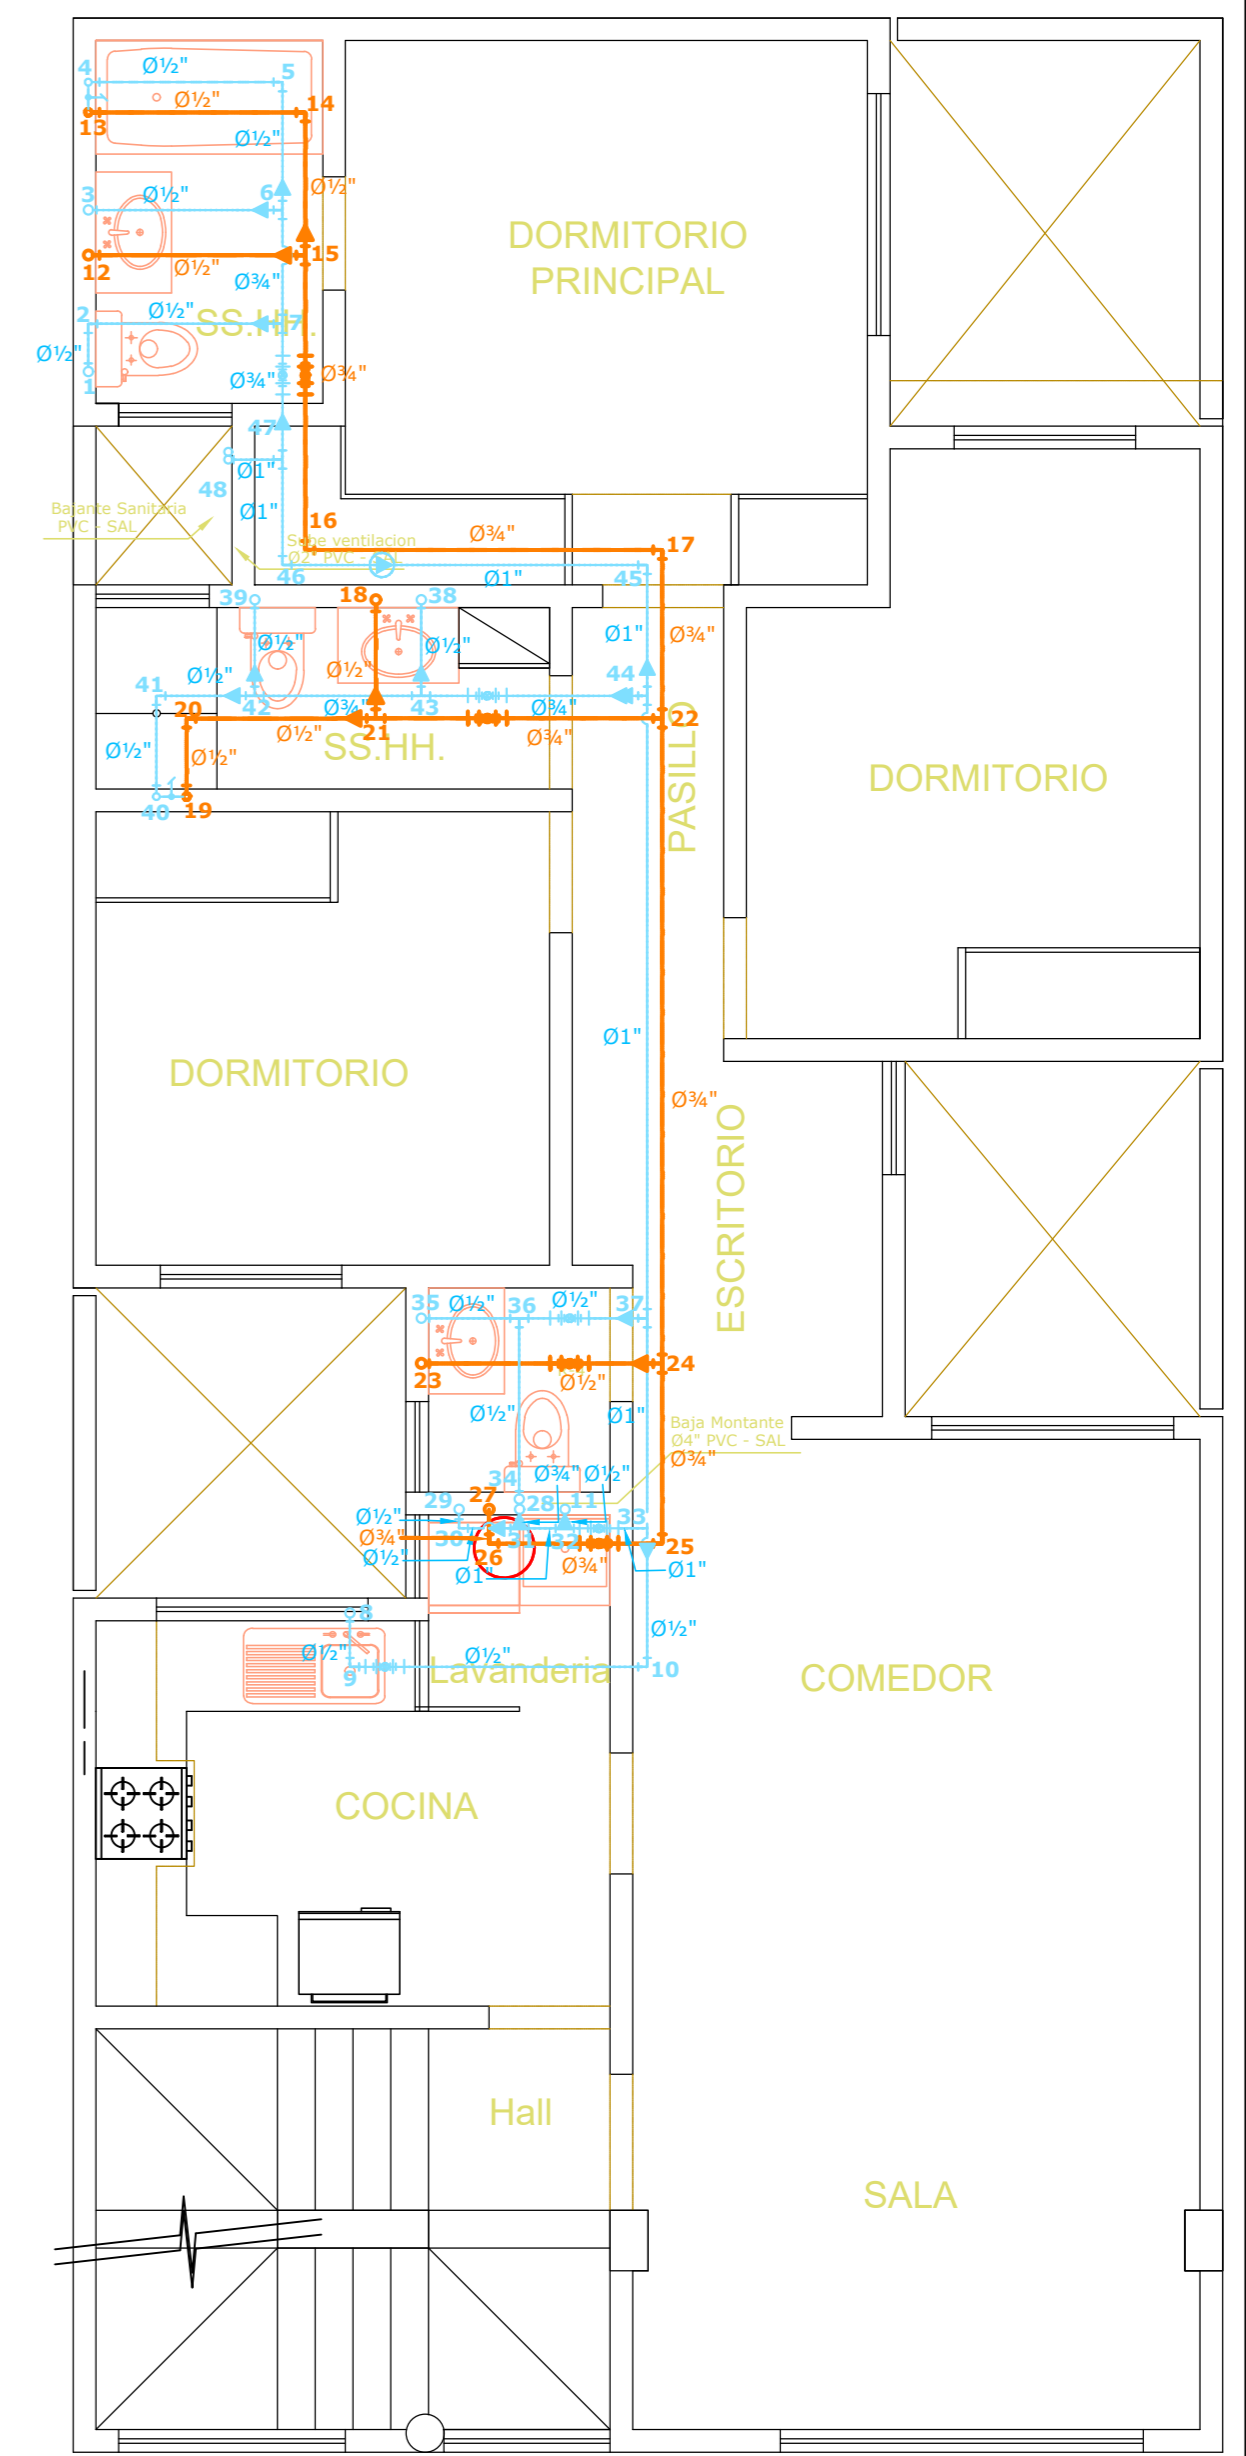 4
Ø½"
5
Ø½"
14
13
Ø½"
3
Ø½"
6
Ø½"
DORMITORIO
PRINCIPAL
12
Ø½"
15
Ø¾"
2
Ø½"
SS.HH.
7
Ø½"
1
Ø¾"
Ø¾"
47
48
Ø1"
Ø1"
Bajante Sanitaria
PVC - SAL
16
Sube ventilacion
Ø2" PVC - SAL
46
Ø¾"
17
Ø1"
45
39
18
38
Ø½"
Ø½"
Ø½"
Ø1"
Ø¾"
41
Ø½"
42
43
44
20
Ø½"
Ø¾"
21
Ø¾"
Ø¾"
22
Ø½"
Ø½"
SS.HH.
40
19
PASILLO
DORMITORIO
Ø1"
DORMITORIO
Ø¾"
ESCRITORIO
35
Ø½"
36
Ø½"
37
23
Ø½"
24
Ø½"
Ø1"
Baja Montante
Ø4" PVC - SAL
Ø¾"
34
Ø¾"
Ø½"
29
27
28
11
Ø½"
33
Ø¾"
30
31
32
Ø½"
26
25
Ø1"
Ø¾"
Ø1"
8
Ø½"
Ø½"
Ø½"
9
10
Lavanderia
COMEDOR
COCINA
Hall
SALA